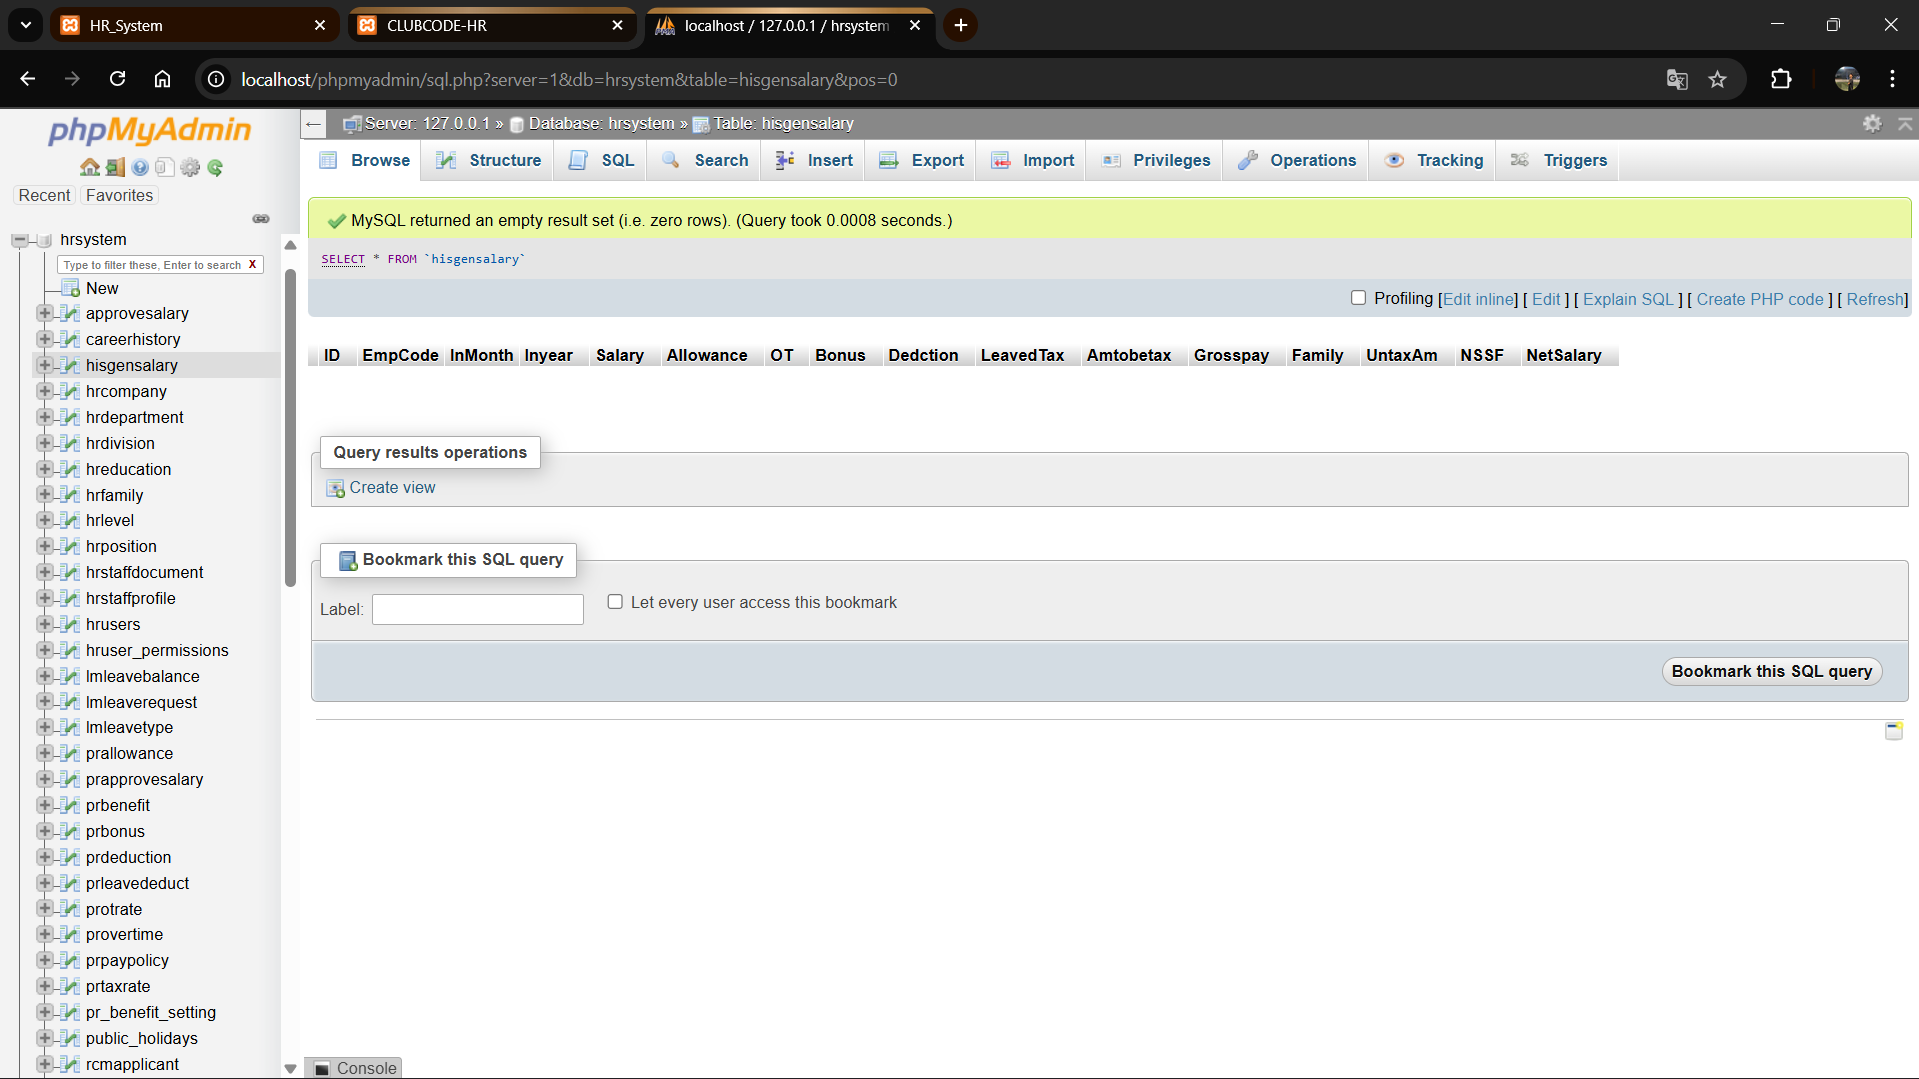 HR_System
CLUBCODE-HR
localhost / 127.0.0.1 / hrsystem
localhost/phpmyadmin/sql.php?server=1&db=hrsystem&table=hisgensalary&pos=0
phpMyAdmin
Recent Favorites
hrsystem
Type to filter these, Enter to search X
New
approvesalary
careerhistory
hisgensalary
hrcompany
hrdepartment
hrdivision
hreducation
hrfamily
hrlevel
hrposition
hrstaffdocument
hrstaffprofile
hrusers
hruser_permissions
lmleavebalance
lmleaverequest
lmleavetype
prallowance
prapprovesalary
prbenefit
prbonus
prdeduction
prleavededuct
protrate
provertime
prpaypolicy
prtaxrate
pr_benefit_setting
public_holidays
rcmapplicant
Server: 127.0.0.1 » Database: hrsystem » Table: hisgensalary
Browse Structure SQL Search Insert Export Import Privileges Operations Tracking Triggers
MySQL returned an empty result set (i.e. zero rows). (Query took 0.0008 seconds.)
SELECT * FROM `hisgensalary`
Profiling [Edit inline] [ Edit ] [ Explain SQL ] [ Create PHP code ] [ Refresh]
ID EmpCode InMonth Inyear Salary Allowance OT Bonus Dedction LeavedTax Amtobetax Grosspay Family UntaxAm NSSF NetSalary
Query results operations
Create view
Bookmark this SQL query
Label:
Let every user access this bookmark
Bookmark this SQL query
Console